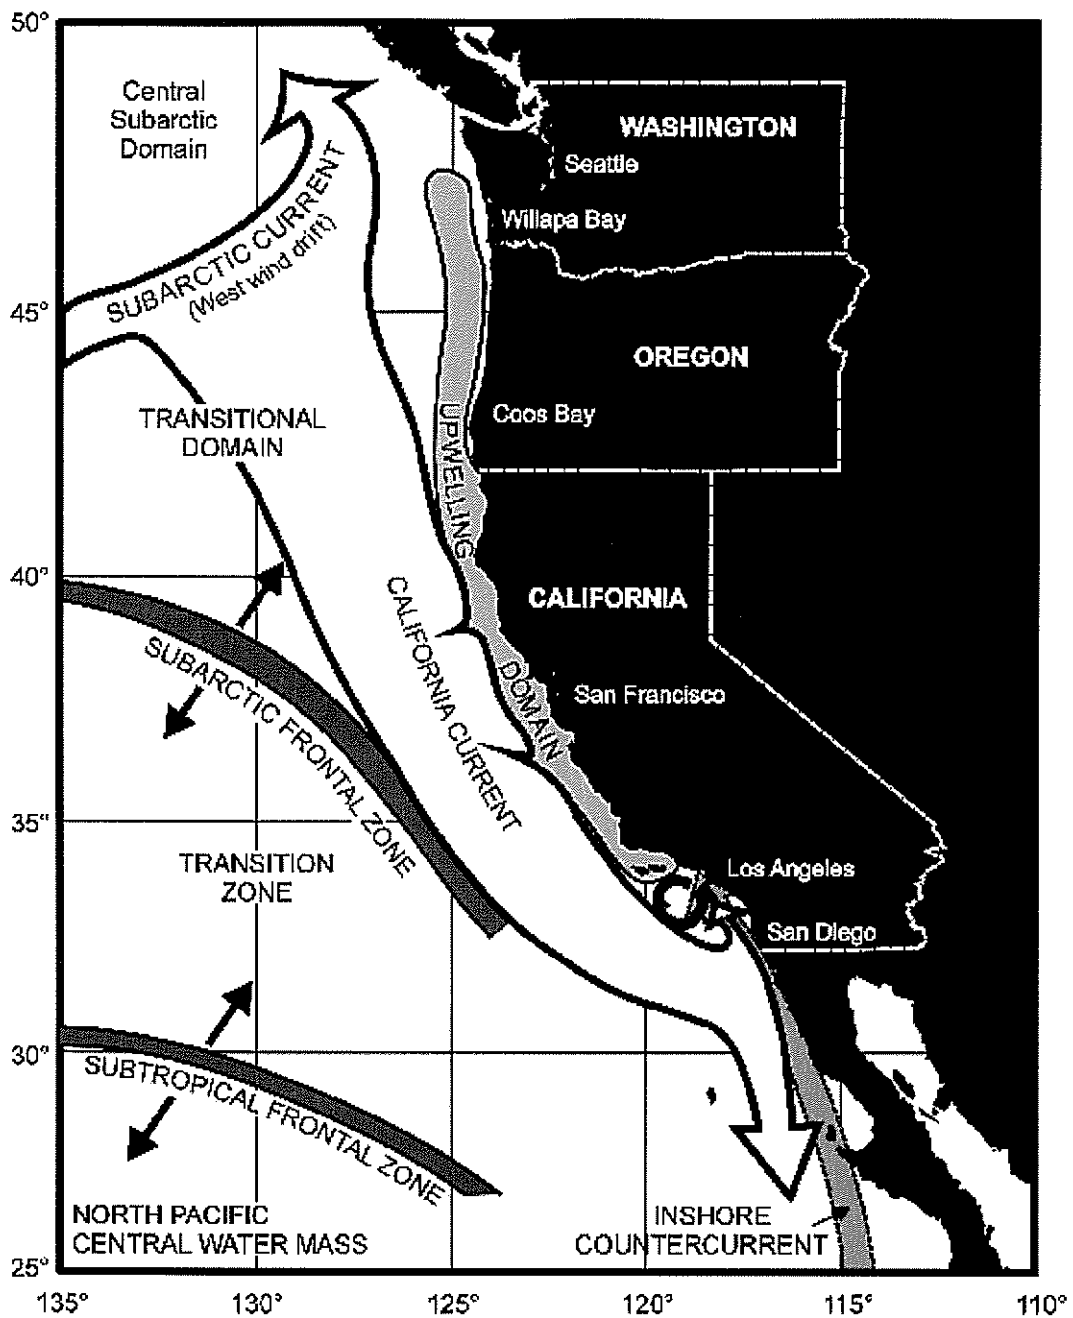 50°
Central
Subarctic
Domain
WASHINGTON
Seattle
Willapa Bay
SUBARCTIC CURRENT
(West wind drift)
45°
OREGON
Coos Bay
TRANSITIONAL
DOMAIN
UPWELLING
DOMAIN
40°
CALIFORNIA
CALIFORNIA CURRENT
San Francisco
SUBARCTIC FRONTAL ZONE
35°
TRANSITION
ZONE
Los Angeles
San Diego
30°
SUBTROPICAL FRONTAL ZONE
NORTH PACIFIC
CENTRAL WATER MASS
INSHORE
COUNTERCURRENT
25°
135° 130° 125° 120° 115° 110°